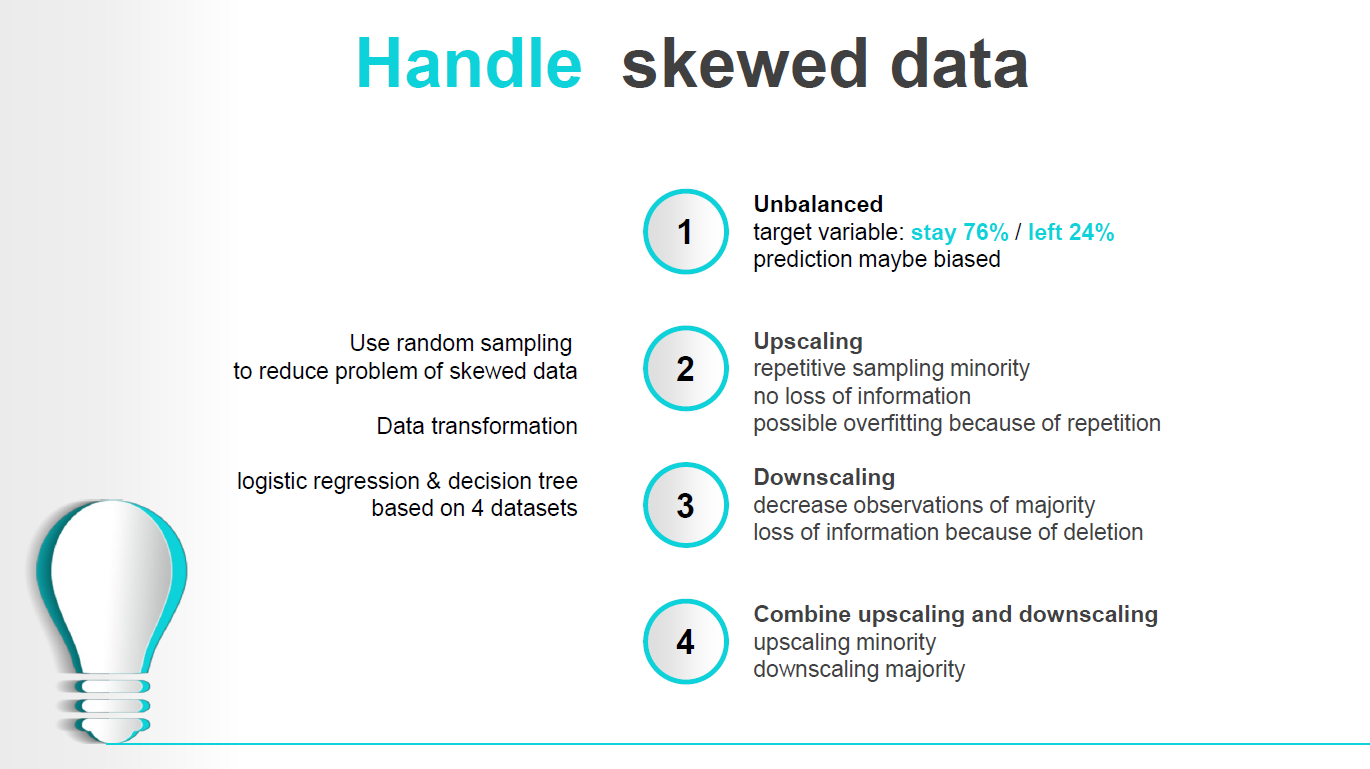 Handle skewed data
Use random sampling
to reduce problem of skewed data
Data transformation
logistic regression & decision tree
based on 4 datasets
1
Unbalanced
target variable: stay 76% / left 24%
prediction maybe biased
2
Upscaling
repetitive sampling minority
no loss of information
possible overfitting because of repetition
3
Downscaling
decrease observations of majority
loss of information because of deletion
4
Combine upscaling and downscaling
upscaling minority
downscaling majority